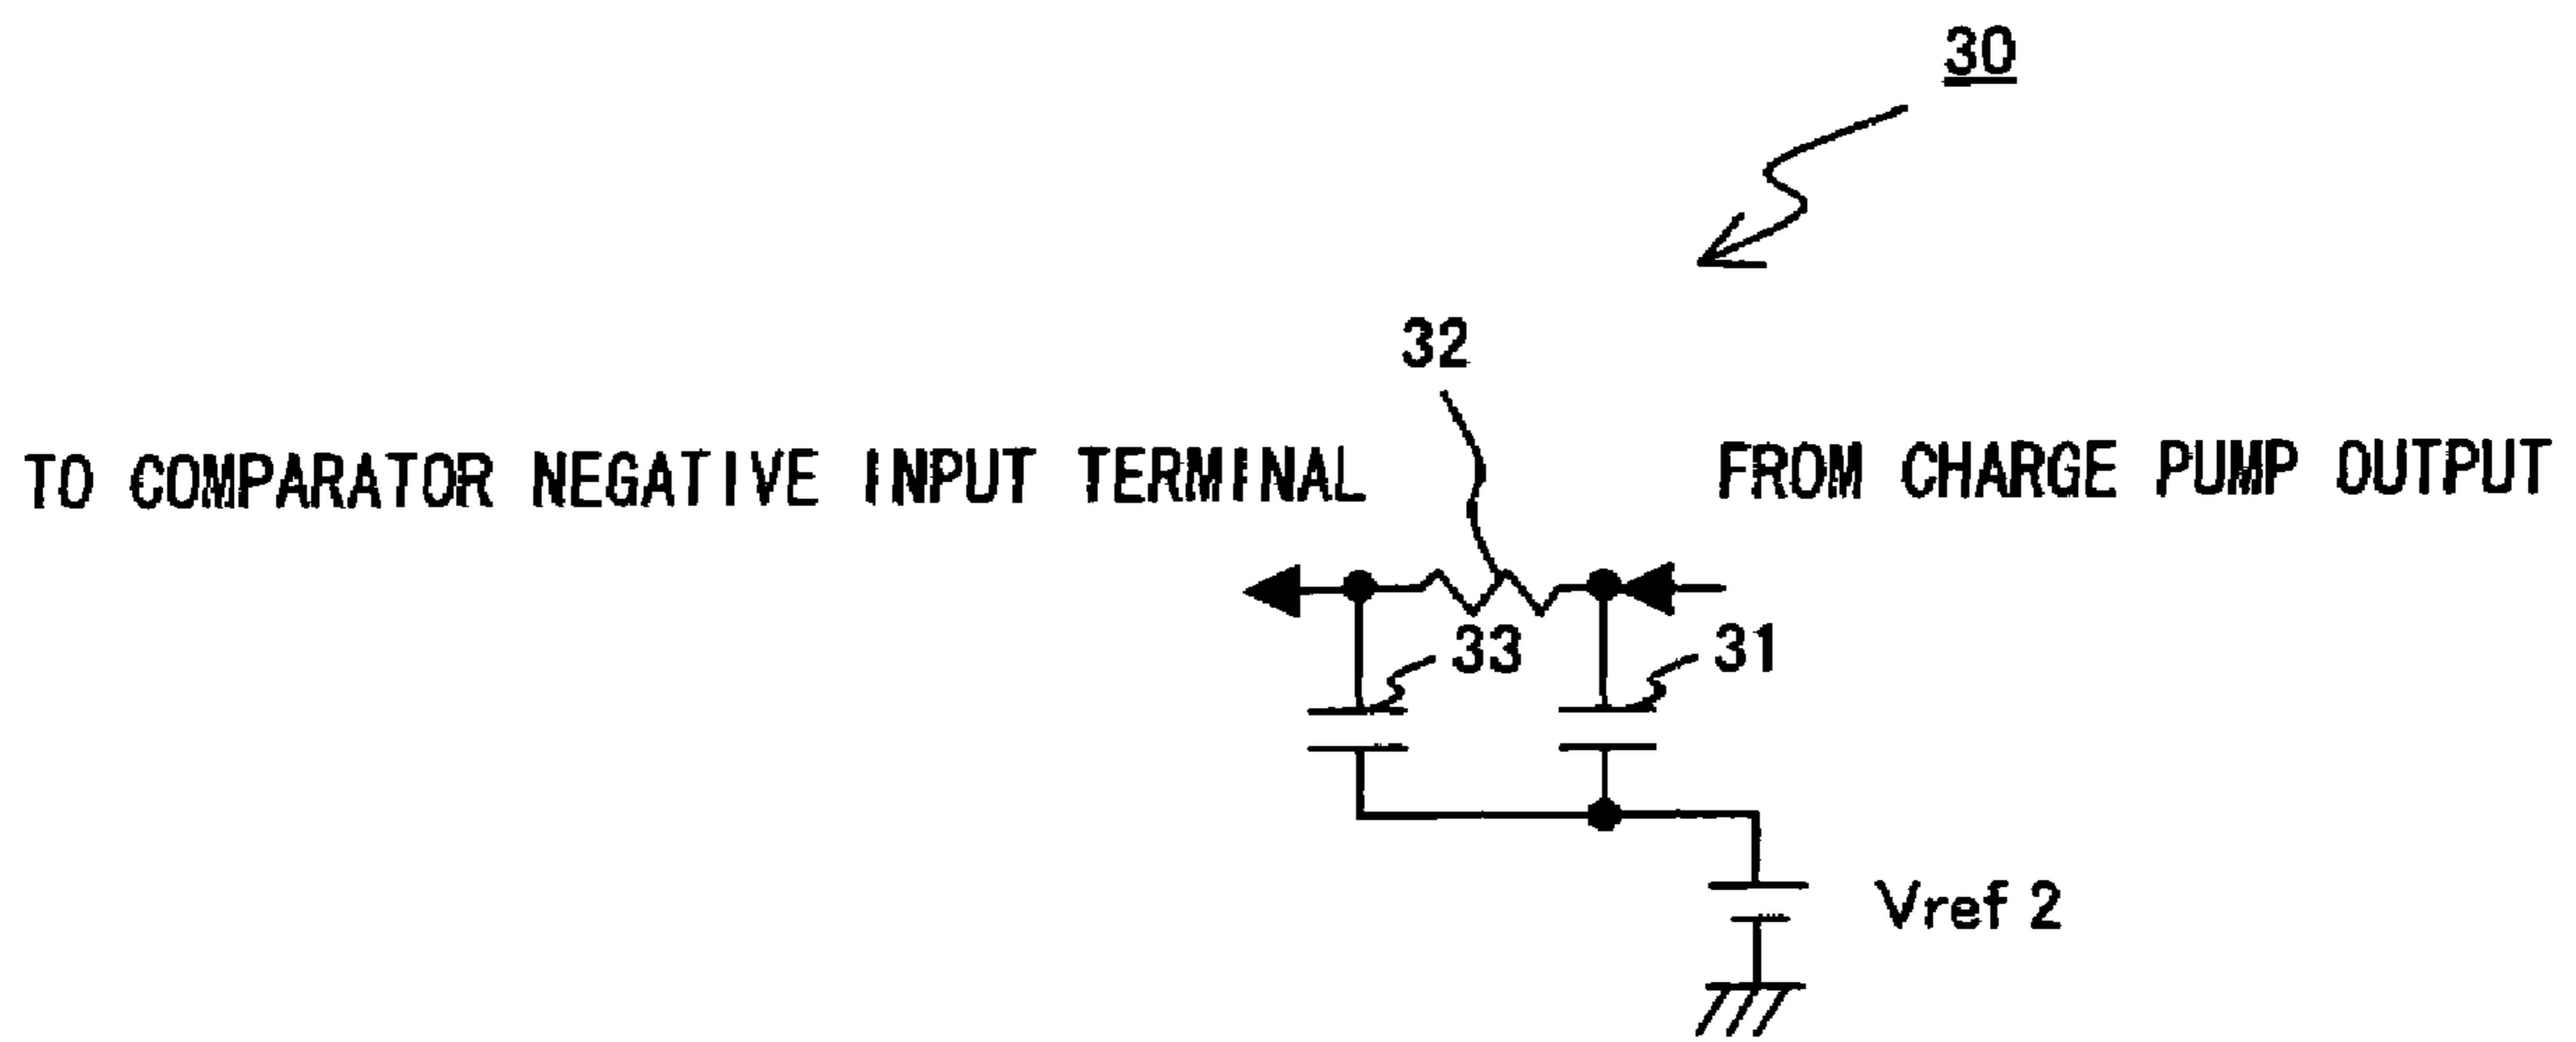 30
32
TO COMPARATOR NEGATIVE INPUT TERMINAL
FROM CHARGE PUMP OUTPUT
33
31
Vref 2